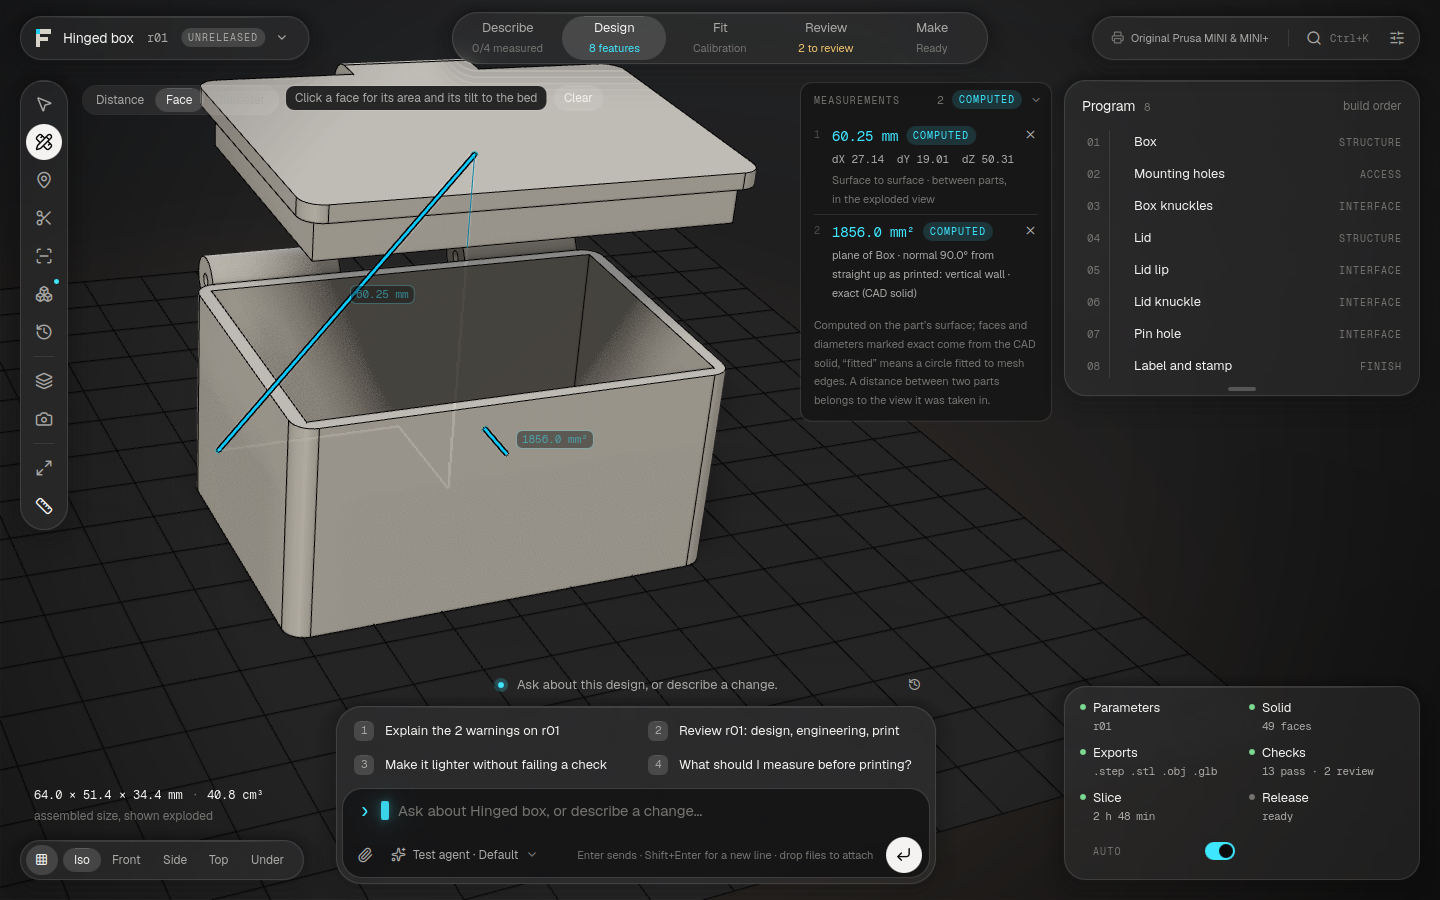 Hinged box r01 UNRELEASED
Describe
0/4 measured
Design
8 features
Fit
Calibration
Review
2 to review
Make
Ready
Original Prusa MINI & MINI+
Ctrl+K
Distance Face
Click a face for its area and its tilt to the bed
Clear
MEASUREMENTS 2 COMPUTED
1 60.25 mm COMPUTED
dX 27.14 dY 19.01 dZ 50.31
Surface to surface · between parts,
in the exploded view
2 1856.0 mm² COMPUTED
plane of Box · normal 90.0° from
straight up as printed: vertical wall ·
exact (CAD solid)
Computed on the part's surface; faces and
diameters marked exact come from the CAD
solid, “fitted” means a circle fitted to mesh
edges. A distance between two parts
belongs to the view it was taken in.
Program 8 build order
01 Box STRUCTURE
02 Mounting holes ACCESS
03 Box knuckles INTERFACE
04 Lid STRUCTURE
05 Lid lip INTERFACE
06 Lid knuckle INTERFACE
07 Pin hole INTERFACE
08 Label and stamp FINISH
60.25 mm
1856.0 mm²
Ask about this design, or describe a change.
1 Explain the 2 warnings on r01
2 Review r01: design, engineering, print
3 Make it lighter without failing a check
4 What should I measure before printing?
Ask about Hinged box, or describe a change...
Test agent · Default
Enter sends · Shift+Enter for a new line · drop files to attach
64.0 × 51.4 × 34.4 mm · 40.8 cm³
assembled size, shown exploded
Iso Front Side Top Under
Parameters
r01
Solid
49 faces
Exports
.step .stl .obj .glb
Checks
13 pass · 2 review
Slice
2 h 48 min
Release
ready
AUTO